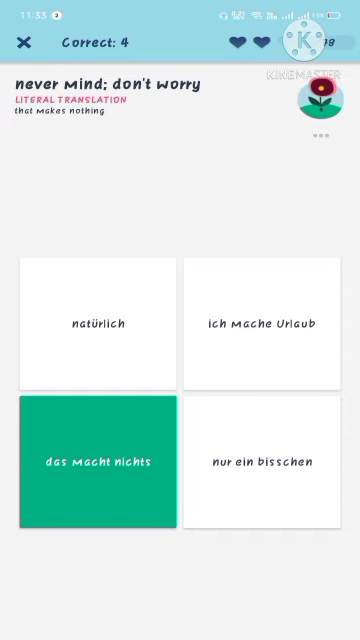 11:33
Correct: 4
KINEMASTER
never mind; don't worry
LITERAL TRANSLATION
that makes nothing
natürlich
ich mache Urlaub
das macht nichts
nur ein bisschen